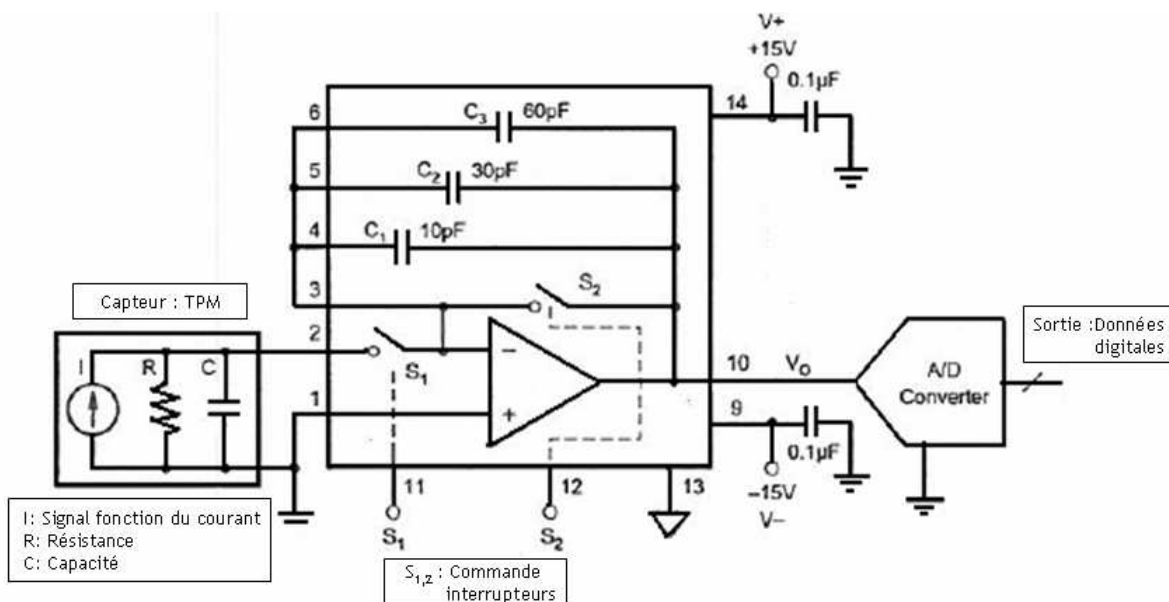 V+
+15V
0.1µF
14
6
C3 60pF
5
C2 30pF
4
C1 10pF
Capteur : TPM
3
S2
2
S1
I
R
C
−
+
1
10
VO
A/D
Converter
Sortie :Données
digitales
9
0.1µF
−15V
V−
11
12
13
S1
S2
I: Signal fonction du courant
R: Résistance
C: Capacité
S1,2 : Commande
interrupteurs